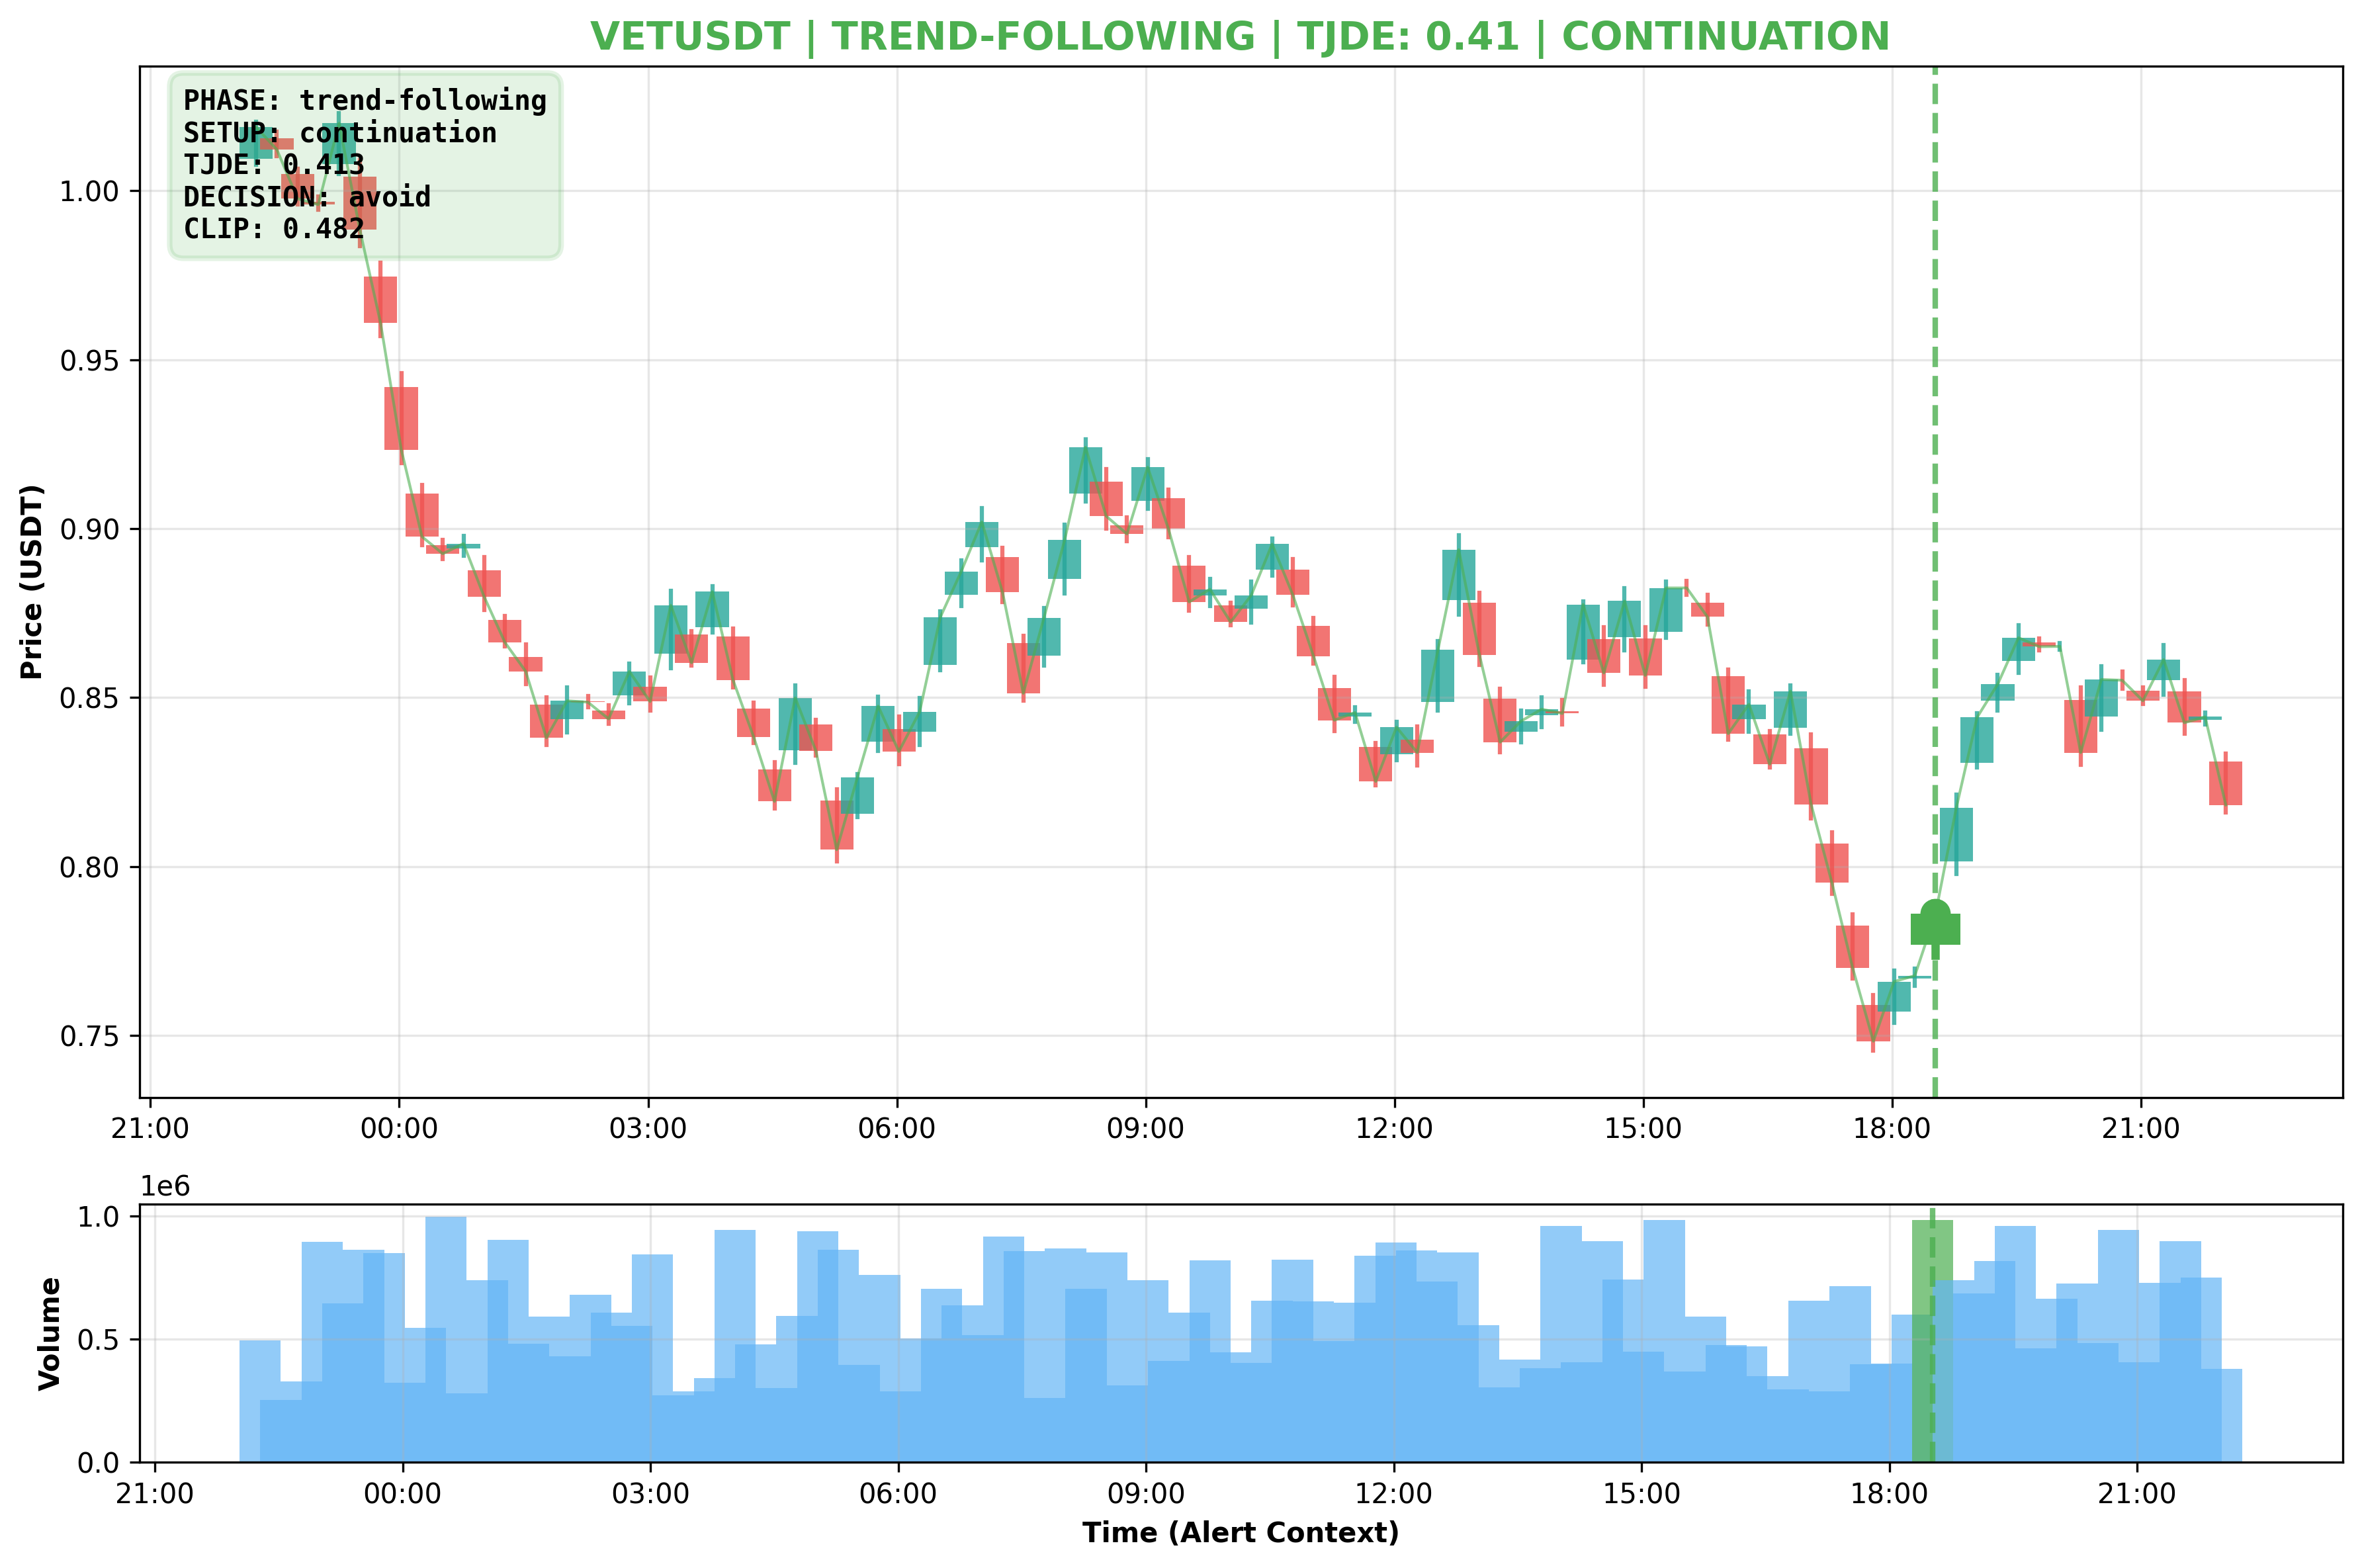 VETUSDT | TREND-FOLLOWING | TJDE: 0.41 | CONTINUATION
PHASE: trend-following
SETUP: continuation
TJDE: 0.413
DECISION: avoid
CLIP: 0.482
Price (USDT)
1.00
0.95
0.90
0.85
0.80
0.75
21:00 00:00 03:00 06:00 09:00 12:00 15:00 18:00 21:00
1e6
Volume
1.0
0.5
0.0
21:00 00:00 03:00 06:00 09:00 12:00 15:00 18:00 21:00
Time (Alert Context)